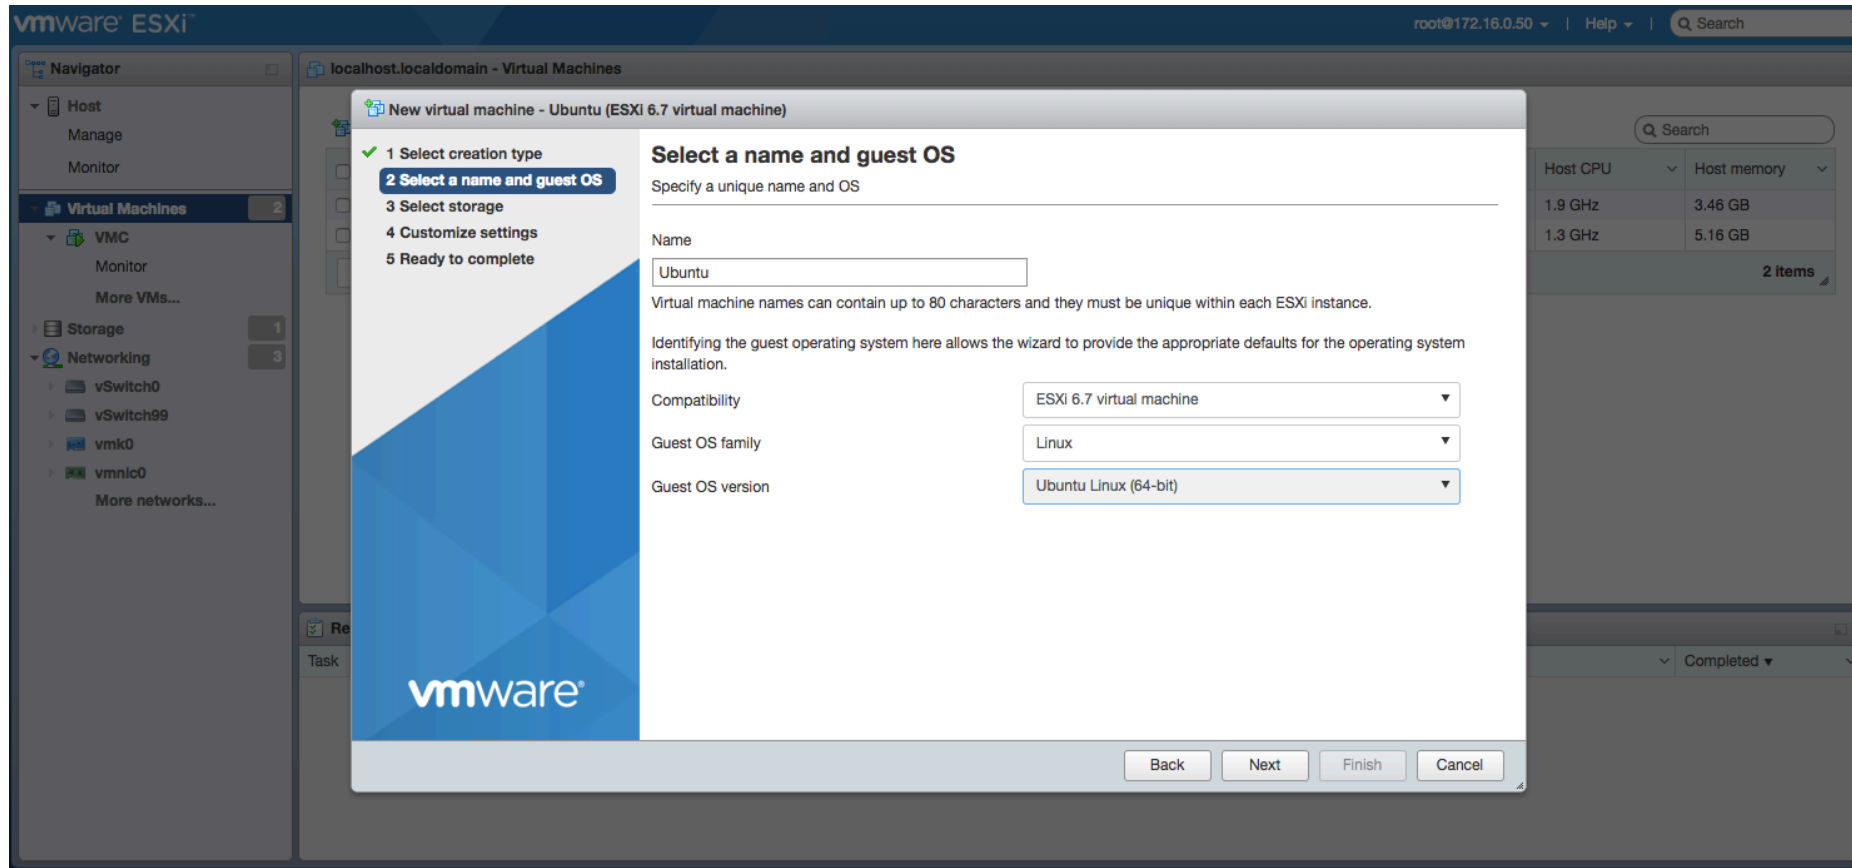 vmware ESXi™
root@172.16.0.50 | Help | Search
Navigator
Host
Manage
Monitor
Virtual Machines 2
VMC
Monitor
More VMs...
Storage 1
Networking 3
vSwitch0
vSwitch99
vmk0
vmnic0
More networks...
localhost.localdomain - Virtual Machines
Search
Host CPU Host memory
1.9 GHz 3.46 GB
1.3 GHz 5.16 GB
2 items
New virtual machine - Ubuntu (ESXi 6.7 virtual machine)
1 Select creation type
2 Select a name and guest OS
3 Select storage
4 Customize settings
5 Ready to complete
vmware®
Select a name and guest OS
Specify a unique name and OS
Name
Ubuntu
Virtual machine names can contain up to 80 characters and they must be unique within each ESXi instance.
Identifying the guest operating system here allows the wizard to provide the appropriate defaults for the operating system
installation.
Compatibility ESXi 6.7 virtual machine
Guest OS family Linux
Guest OS version Ubuntu Linux (64-bit)
Back Next Finish Cancel
Re
Task Completed